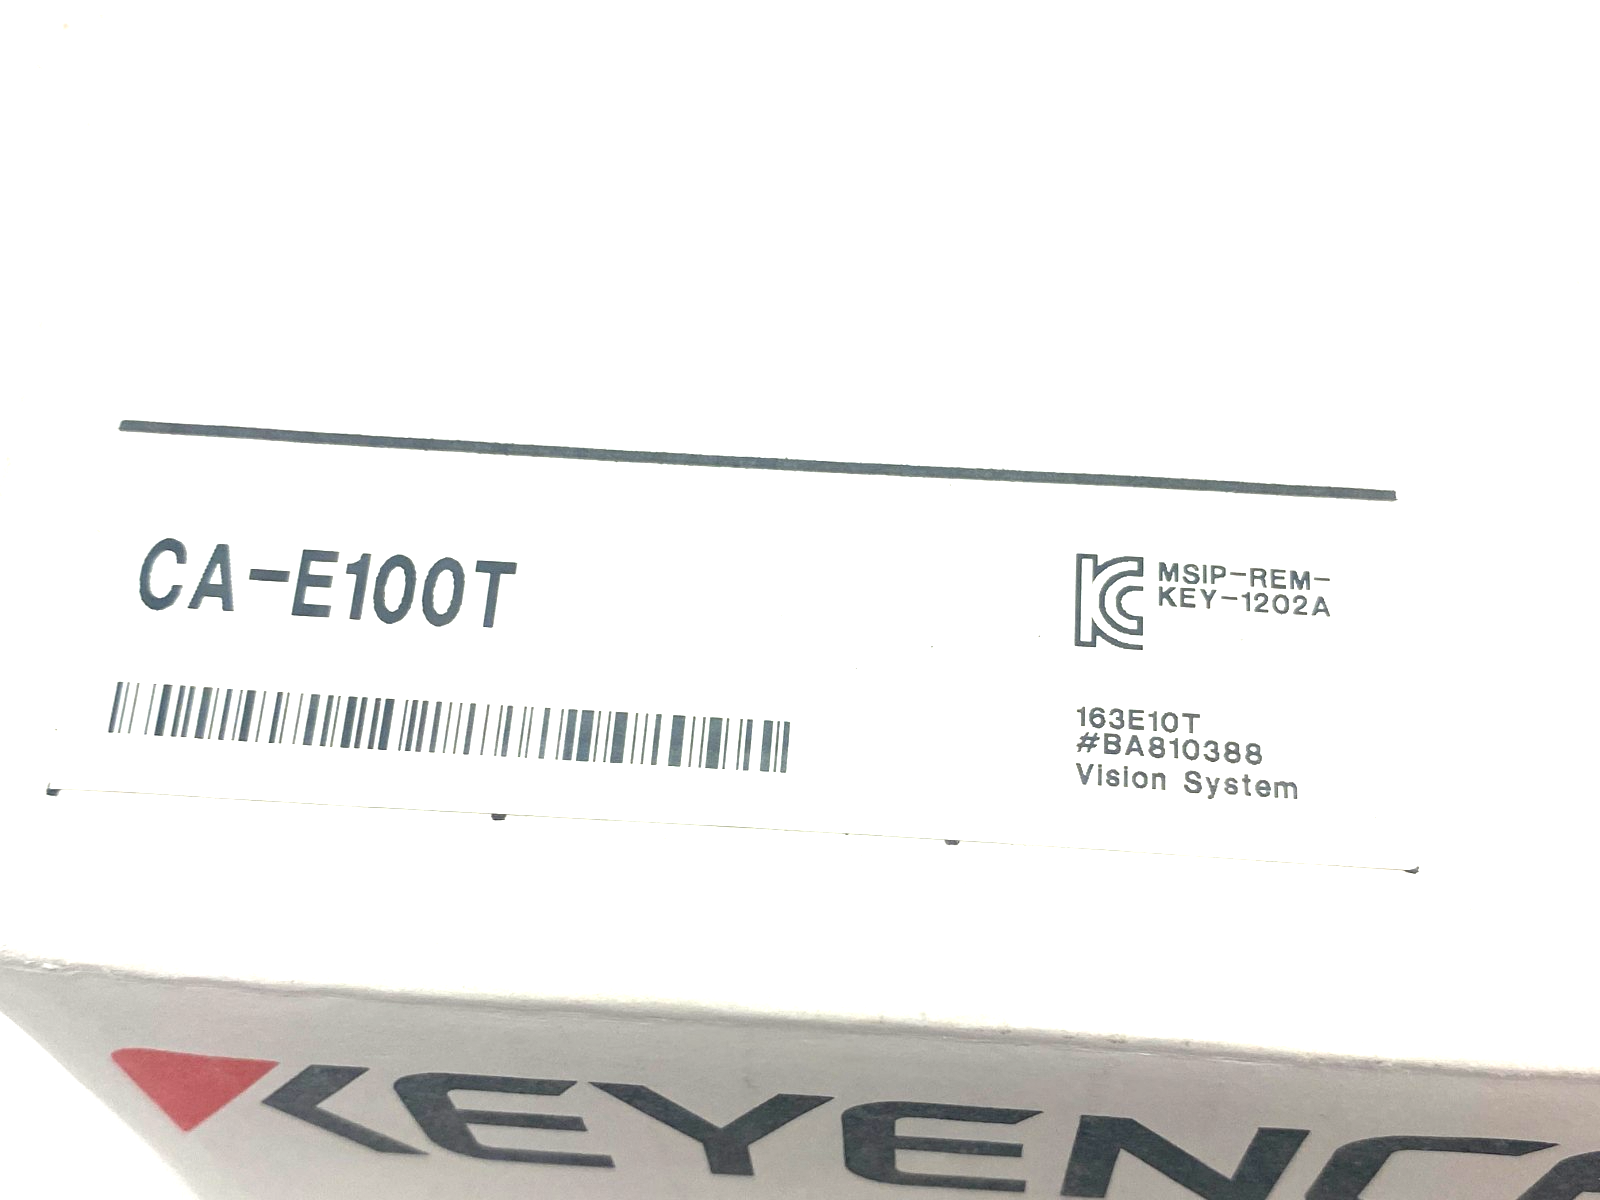 CA-E100T
MSIP-REM-
KEY-1202A
163E10T
#BA810388
Vision System
KEYENC